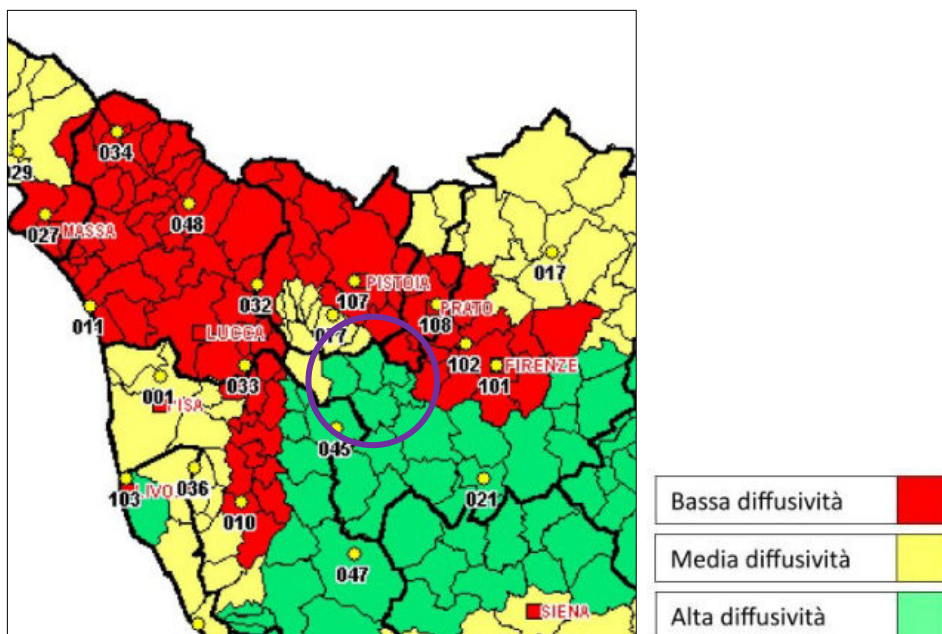 034
029
048
027
MASSA
017
PISTOIA
032
107
PRATO
011
108
LUCCA
102
FIRENZE
033
101
001
PISA
045
103
LIVO
036
021
010
047
SIENA
Bassa diffusività
Media diffusività
Alta diffusività